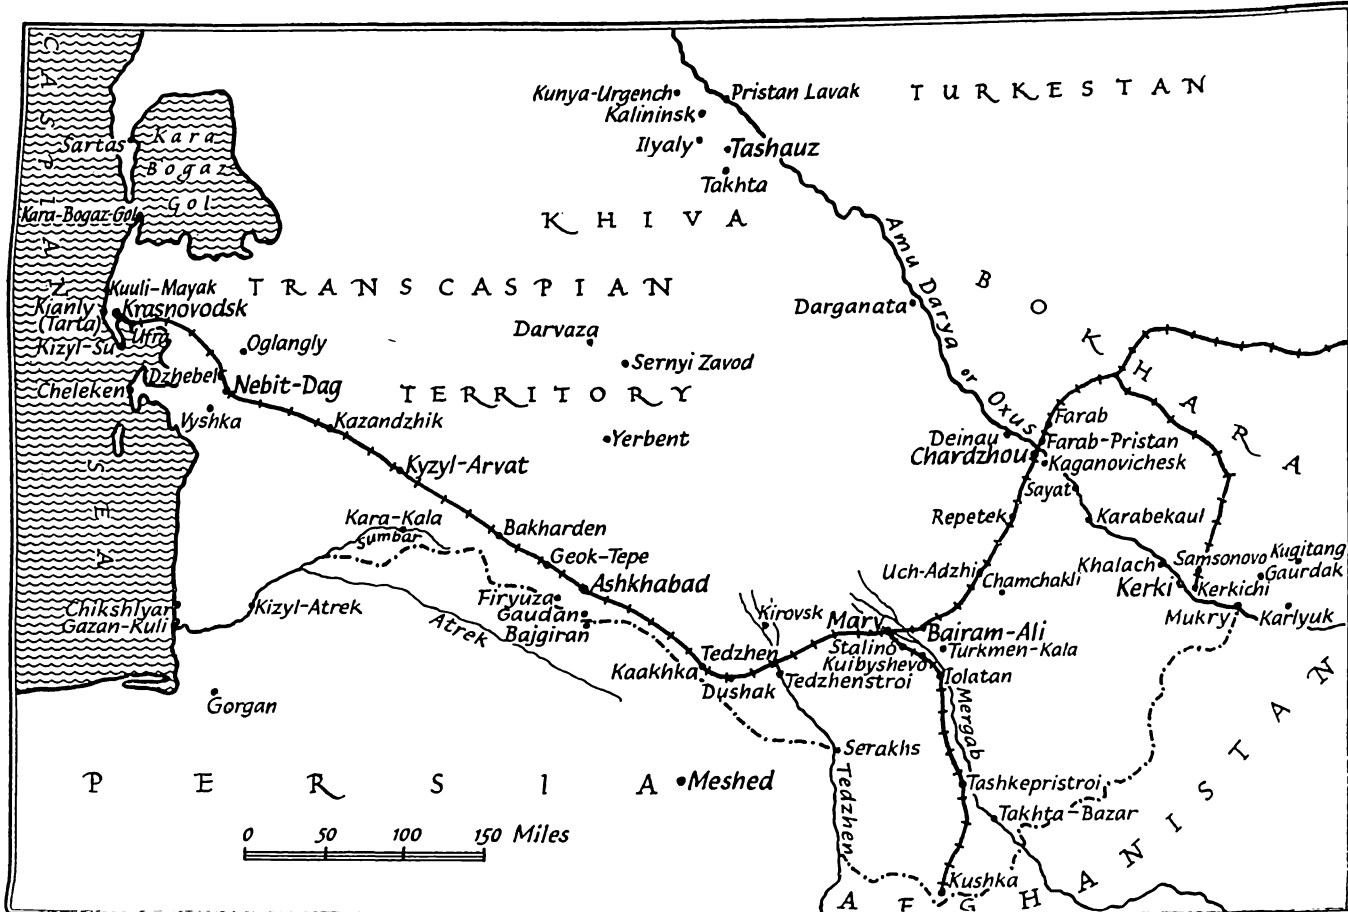 CASPIAN SEA
Kara
Bogaz
Gol
Sartas
Kara-Bogaz-Gol
Kunya-Urgench
Pristan Lavak
TURKESTAN
Kalininsk
Ilyaly
Tashauz
Takhta
KHIVA
Amu Darya or Oxus
BOKHARA
Kuuli-Mayak
TRANSCASPIAN
Kianly
(Tarta)
Krasnovodsk
Ufra
Kizyl-Su
Oglangly
Darvaza
Darganata
Sernyi Zavod
Dzhebel
Cheleken
Nebit-Dag
TERRITORY
Vyshka
Kazandzhik
Yerbent
Farab
Deinau
Farab-Pristan
Chardzhou
Kaganovichesk
Kyzyl-Arvat
Sayat
Kara-Kala
Sumbar
Bakharden
Repetek
Karabekaul
Geok-Tepe
Khalach
Samsonovo
Kugitang
Uch-Adzhi
Chamchakli
Gaurdak
Ashkhabad
Kerki
Kerkichi
Firyuza
Chikshlyar
Kizyl-Atrek
Gaudan
Kirovsk
Mary
Mukry
Karlyuk
Gazan-Kuli
Atrek
Bajgiran
Bairam-Ali
Stalino
Turkmen-Kala
Tedzhen
Kuibyshevo
Kaakhka
Tedzhenstroi
Iolatan
Dushak
Gorgan
Mergab
Serakhs
PERSIA
Meshed
Tedzhen
Tashkepristroi
Takhta-Bazar
0 50 100 150 Miles
Kushka
AFGHANISTAN